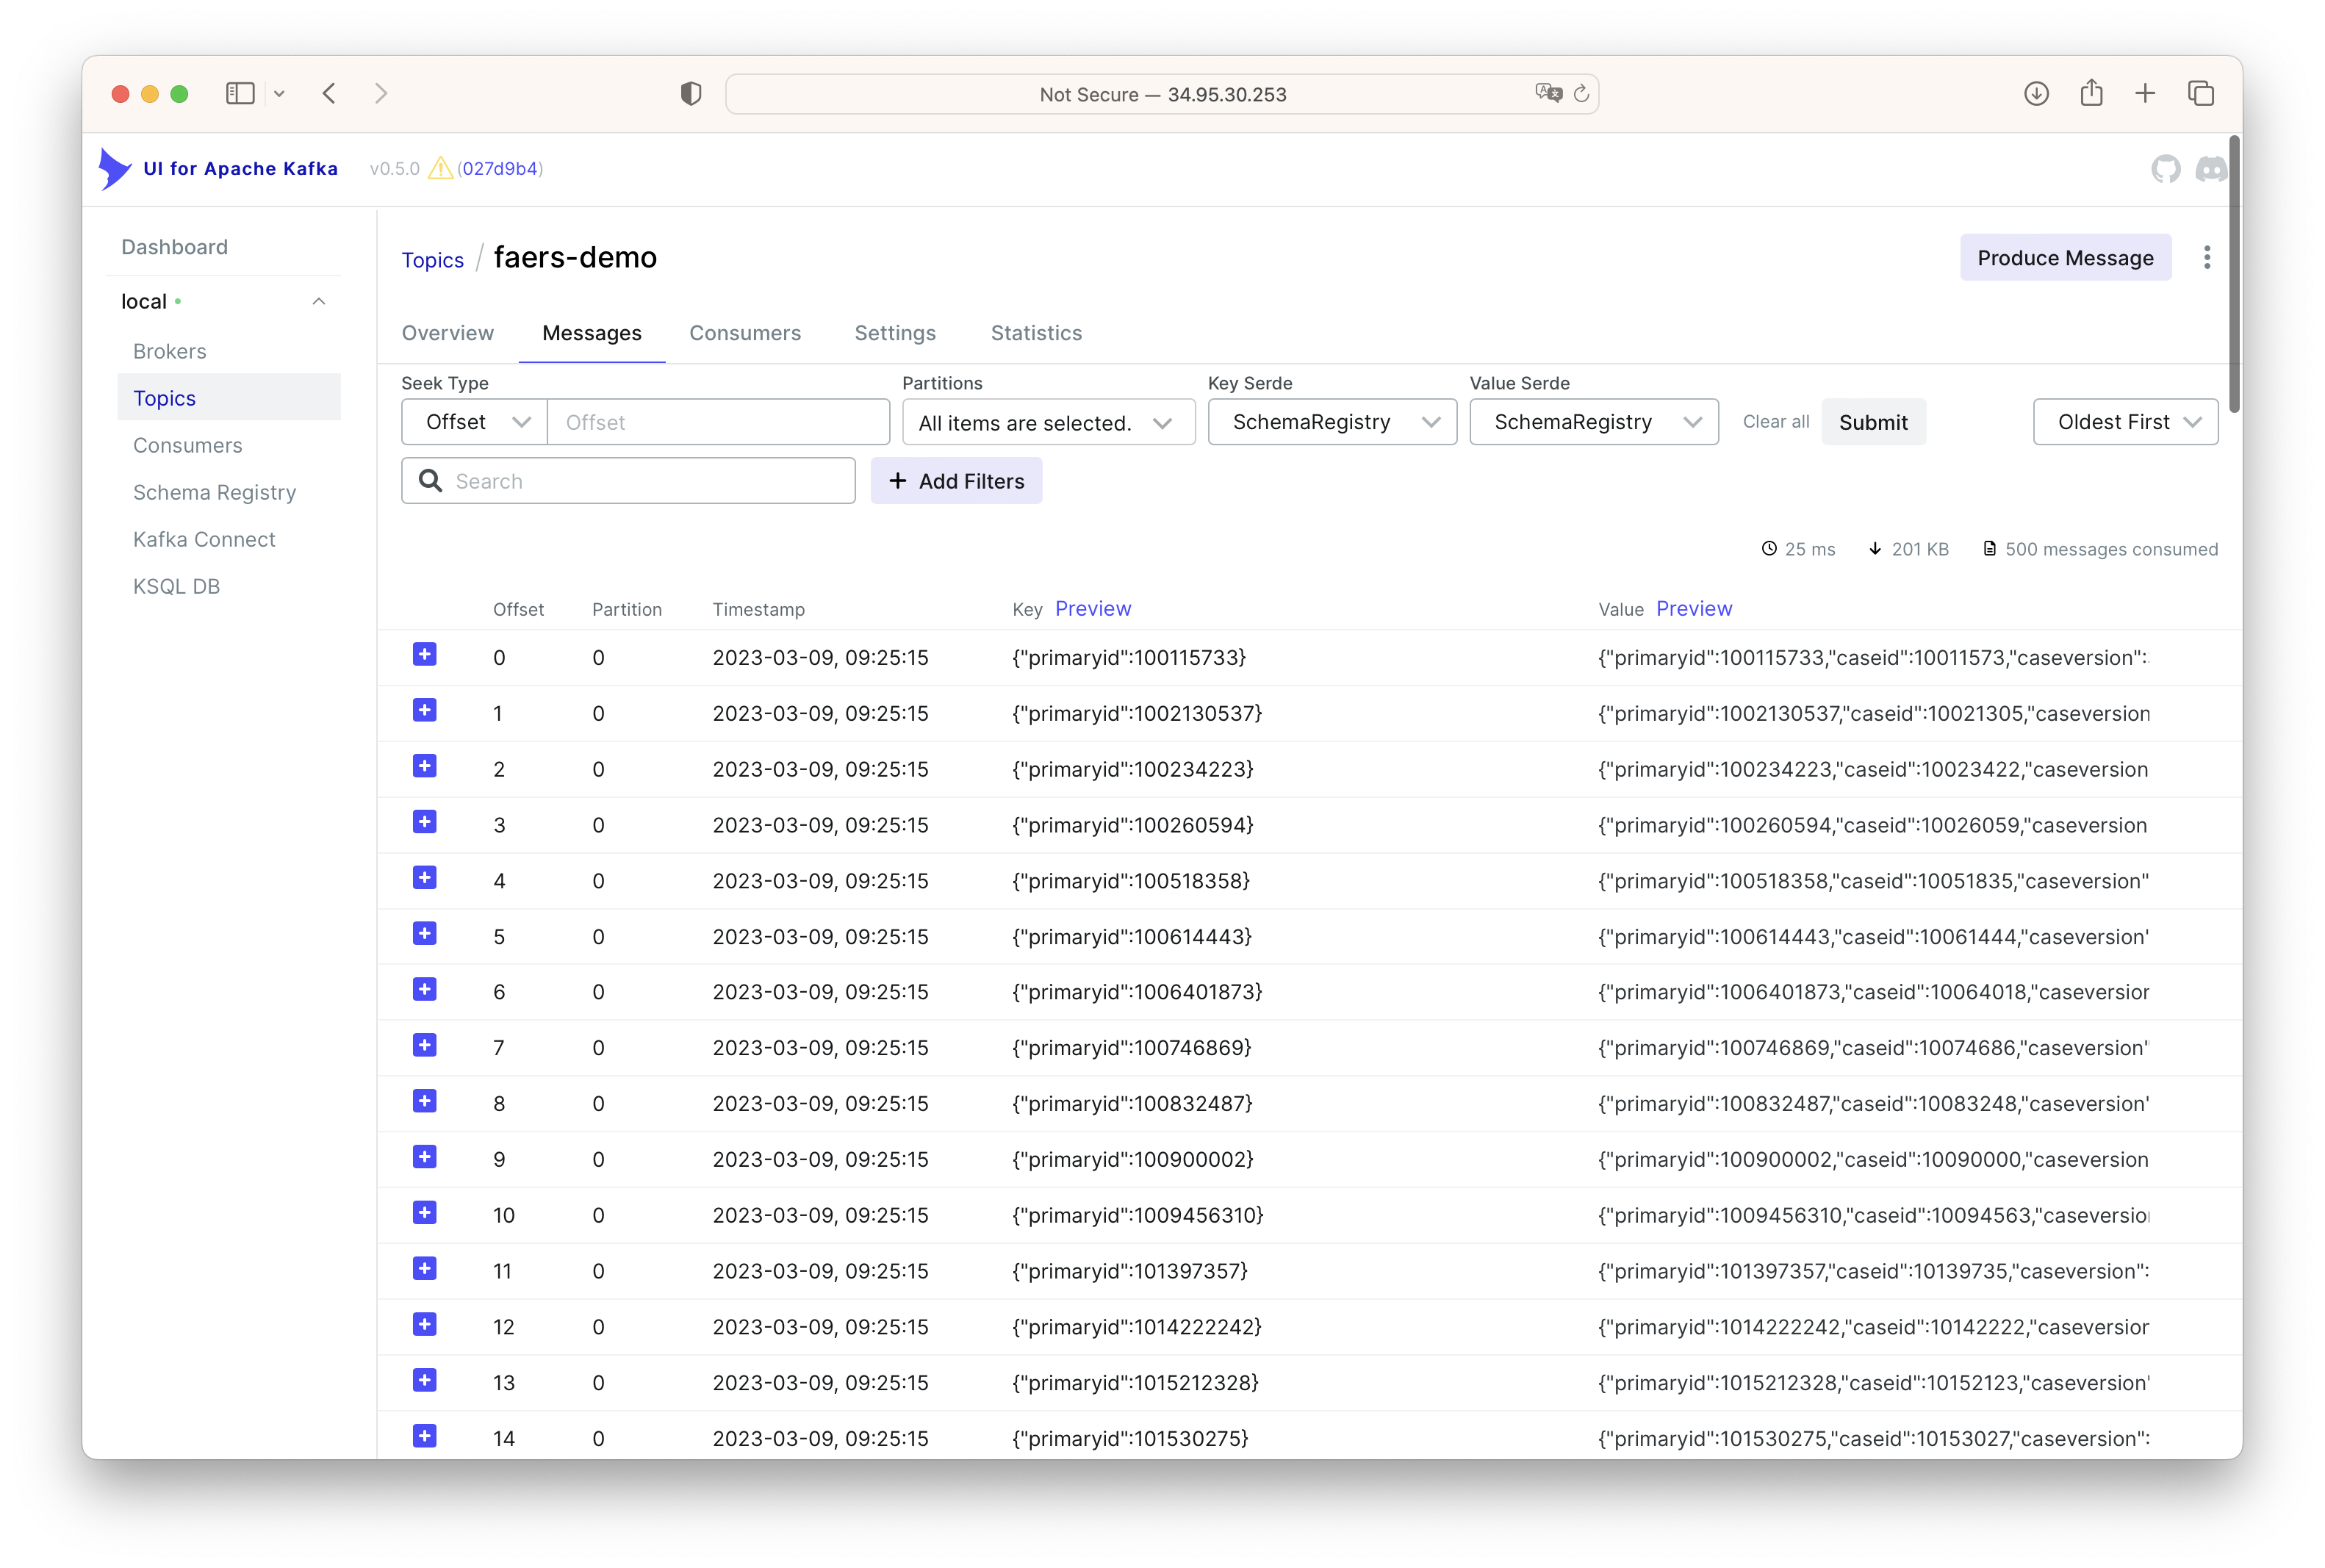 Not Secure — 34.95.30.253
UI for Apache Kafka v0.5.0 (027d9b4)
Dashboard
local
Brokers
Topics
Consumers
Schema Registry
Kafka Connect
KSQL DB
Topics / faers-demo
Produce Message
Overview Messages Consumers Settings Statistics
Seek Type Partitions Key Serde Value Serde
Offset Offset All items are selected. SchemaRegistry SchemaRegistry Clear all Submit Oldest First
Search + Add Filters
25 ms 201 KB 500 messages consumed
Offset Partition Timestamp Key Preview Value Preview
0 0 2023-03-09, 09:25:15 {"primaryid":100115733} {"primaryid":100115733,"caseid":10011573,"caseversion":
1 0 2023-03-09, 09:25:15 {"primaryid":1002130537} {"primaryid":1002130537,"caseid":10021305,"caseversion
2 0 2023-03-09, 09:25:15 {"primaryid":100234223} {"primaryid":100234223,"caseid":10023422,"caseversion
3 0 2023-03-09, 09:25:15 {"primaryid":100260594} {"primaryid":100260594,"caseid":10026059,"caseversion
4 0 2023-03-09, 09:25:15 {"primaryid":100518358} {"primaryid":100518358,"caseid":10051835,"caseversion"
5 0 2023-03-09, 09:25:15 {"primaryid":100614443} {"primaryid":100614443,"caseid":10061444,"caseversion"
6 0 2023-03-09, 09:25:15 {"primaryid":1006401873} {"primaryid":1006401873,"caseid":10064018,"caseversion
7 0 2023-03-09, 09:25:15 {"primaryid":100746869} {"primaryid":100746869,"caseid":10074686,"caseversion"
8 0 2023-03-09, 09:25:15 {"primaryid":100832487} {"primaryid":100832487,"caseid":10083248,"caseversion"
9 0 2023-03-09, 09:25:15 {"primaryid":100900002} {"primaryid":100900002,"caseid":10090000,"caseversion
10 0 2023-03-09, 09:25:15 {"primaryid":1009456310} {"primaryid":1009456310,"caseid":10094563,"caseversio
11 0 2023-03-09, 09:25:15 {"primaryid":101397357} {"primaryid":101397357,"caseid":10139735,"caseversion":
12 0 2023-03-09, 09:25:15 {"primaryid":1014222242} {"primaryid":1014222242,"caseid":10142222,"caseversion
13 0 2023-03-09, 09:25:15 {"primaryid":1015212328} {"primaryid":1015212328,"caseid":10152123,"caseversion"
14 0 2023-03-09, 09:25:15 {"primaryid":101530275} {"primaryid":101530275,"caseid":10153027,"caseversion":